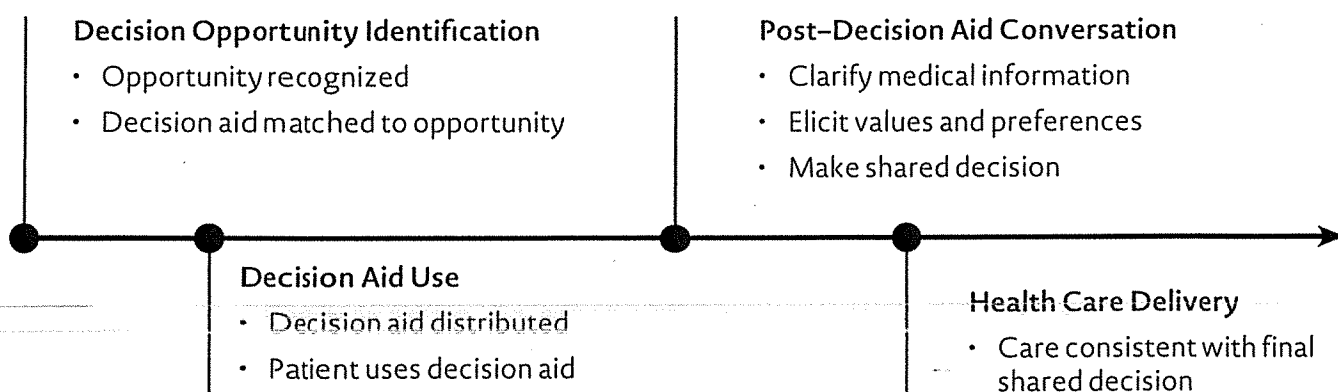 Decision Opportunity Identification
· Opportunity recognized
· Decision aid matched to opportunity
Post–Decision Aid Conversation
· Clarify medical information
· Elicit values and preferences
· Make shared decision
Decision Aid Use
· Decision aid distributed
· Patient uses decision aid
Health Care Delivery
· Care consistent with final
shared decision